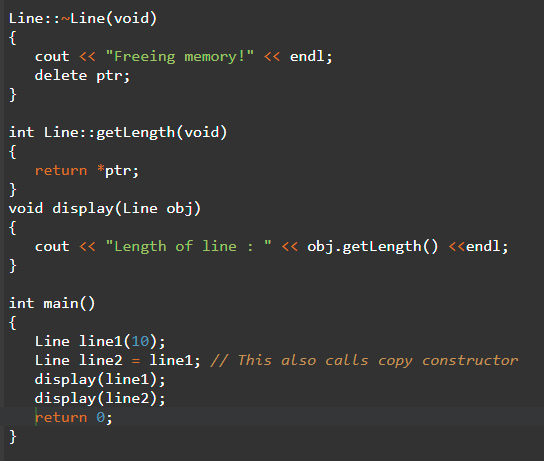 Line::~Line(void)
{
   cout << "Freeing memory!" << endl;
   delete ptr;
}

int Line::getLength(void)
{
   return *ptr;
}
void display(Line obj)
{
   cout << "Length of line : " << obj.getLength() <<endl;
}

int main()
{
   Line line1(10);
   Line line2 = line1; // This also calls copy constructor
   display(line1);
   display(line2);
   return 0;
}